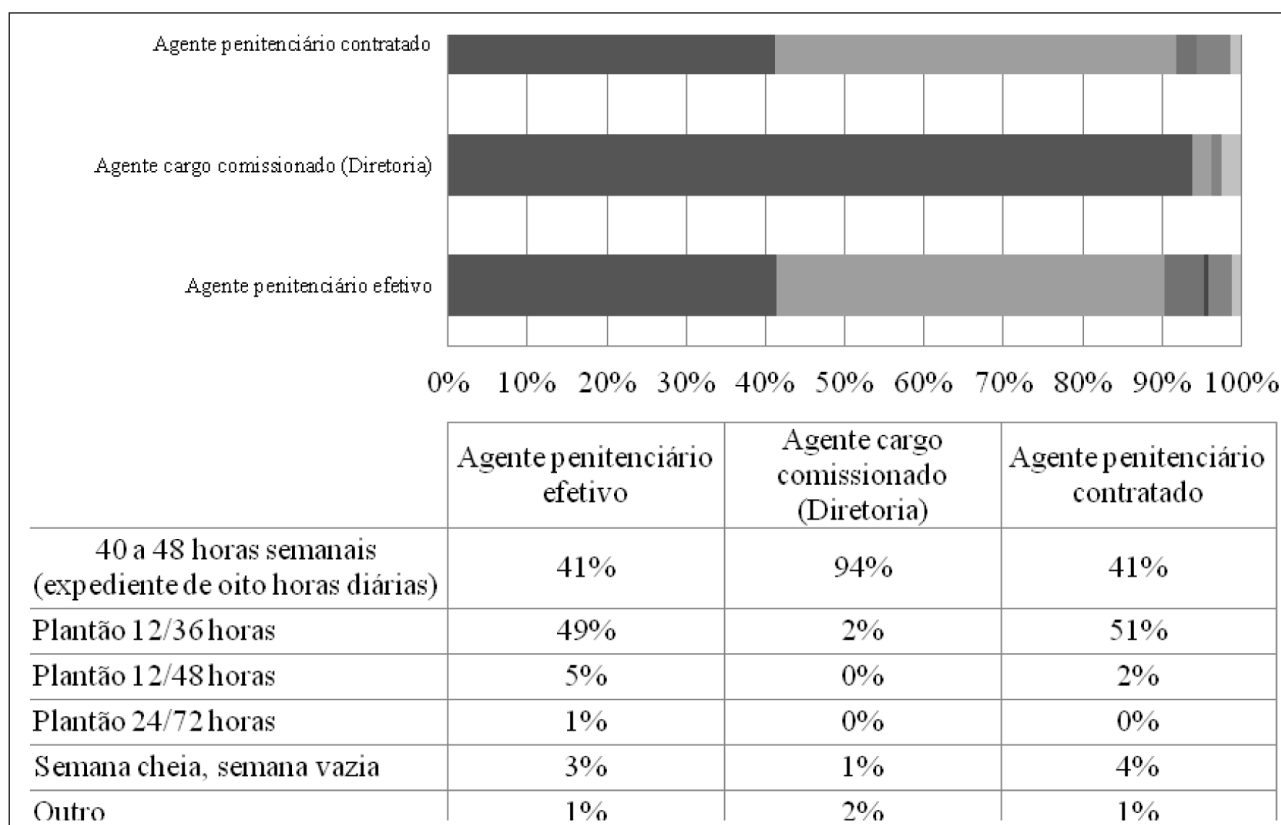 Agente penitenciário contratado
Agente cargo comissionado (Diretoria)
Agente penitenciário efetivo
0% 10% 20% 30% 40% 50% 60% 70% 80% 90% 100%
Agente penitenciário efetivo Agente cargo comissionado (Diretoria) Agente penitenciário contratado
40 a 48 horas semanais
(expediente de oito horas diárias) 41% 94% 41%
Plantão 12/36 horas 49% 2% 51%
Plantão 12/48 horas 5% 0% 2%
Plantão 24/72 horas 1% 0% 0%
Semana cheia, semana vazia 3% 1% 4%
Outro 1% 2% 1%